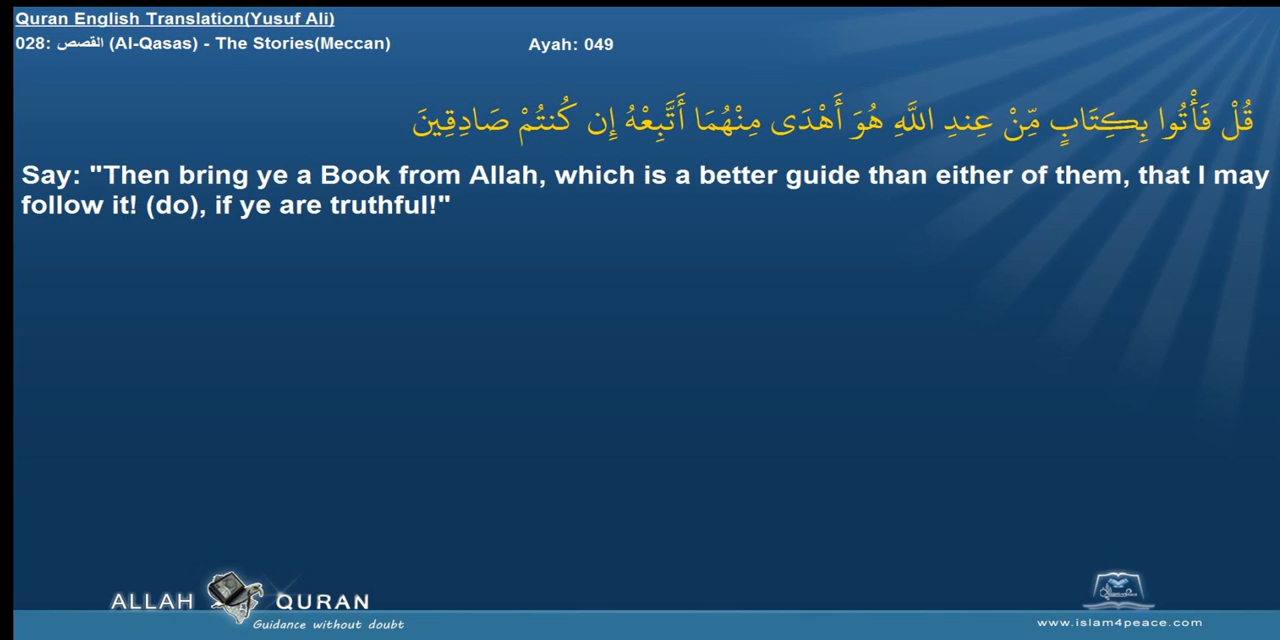 Quran English Translation(Yusuf Ali)
028: القصص (Al-Qasas) - The Stories(Meccan)
Ayah: 049
قُلْ فَأْتُوا بِكِتَابٍ مِّنْ عِندِ اللَّهِ هُوَ أَهْدَى مِنْهُمَا أَتَّبِعْهُ إِن كُنتُمْ صَادِقِينَ
Say: "Then bring ye a Book from Allah, which is a better guide than either of them, that I may
follow it! (do), if ye are truthful!"
ALLAH QURAN
Guidance without doubt
www.islam4peace.com